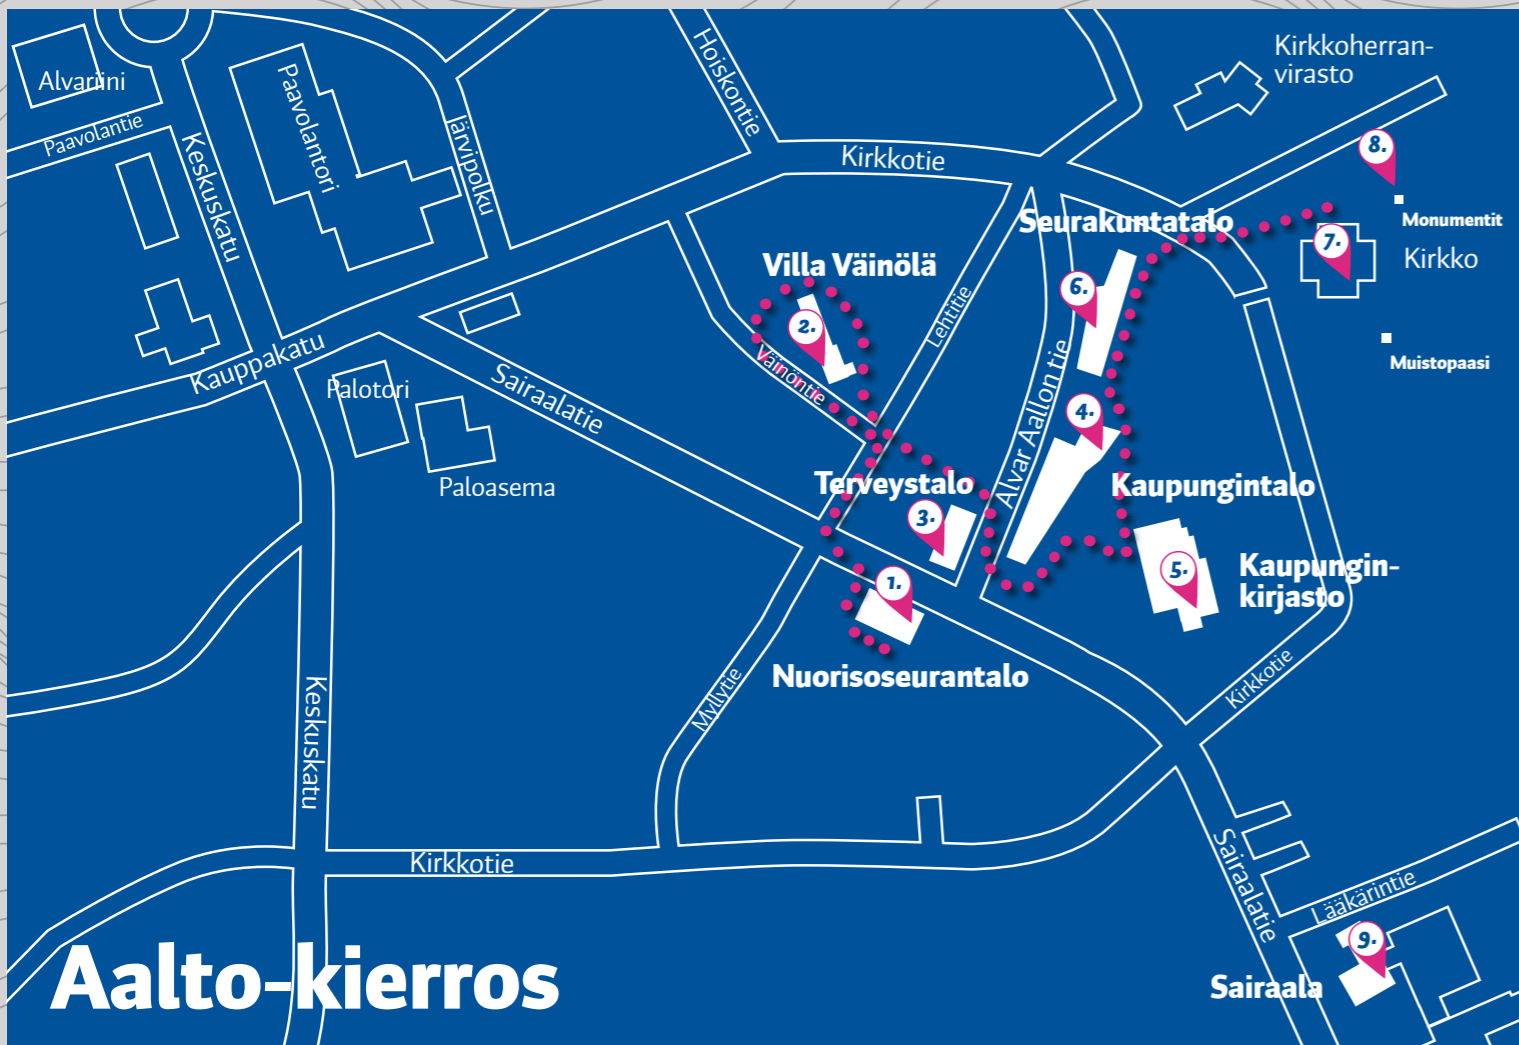 Alvariini
Paavolantie
Keskuskatu
Paavolantori
Järvipolku
Hoiskontie
Kirkkotie
Kirkkoherran-
virasto
8.
Monumentit
7.
Kirkko
Muistopaasi
Seurakuntatalo
6.
Villa Väinölä
2.
Väinöntie
Lehtitie
Alvar Aallon tie
4.
Kauppakatu
Palotori
Paloasema
Sairaalatie
Terveystalo
3.
Kaupungintalo
5.
Kaupungin-
kirjasto
1.
Nuorisoseurantalo
Myllytie
Kirkkotie
Keskuskatu
Kirkkotie
Sairaalatie
Lääkärintie
9.
Sairaala
Aalto-kierros